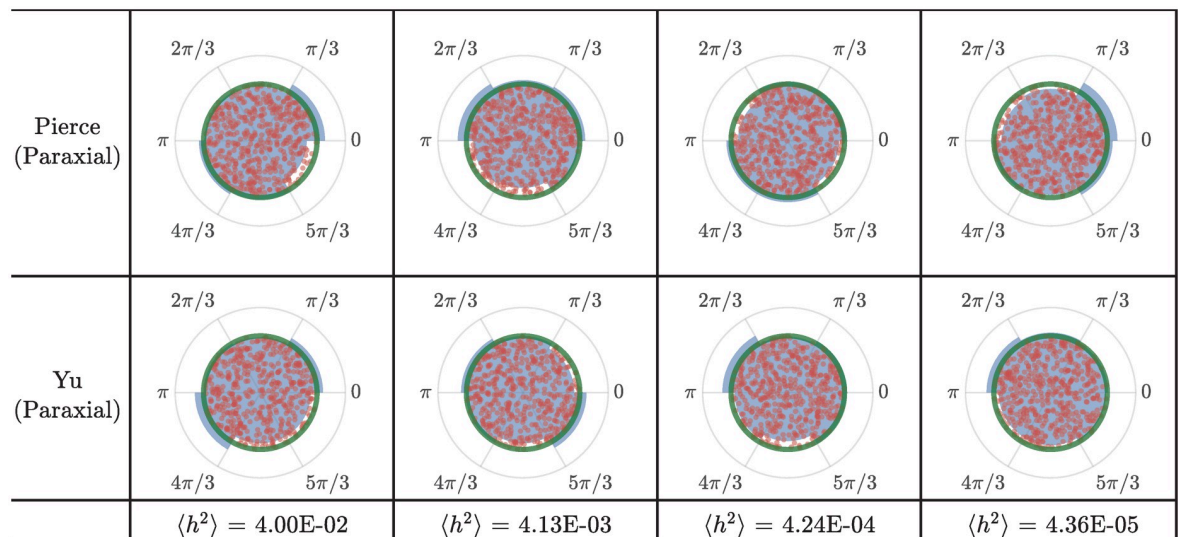 Pierce
(Paraxial)
2π/3 π/3
π 0
4π/3 5π/3
2π/3 π/3
π 0
4π/3 5π/3
2π/3 π/3
π 0
4π/3 5π/3
2π/3 π/3
π 0
4π/3 5π/3
Yu
(Paraxial)
2π/3 π/3
π 0
4π/3 5π/3
2π/3 π/3
π 0
4π/3 5π/3
2π/3 π/3
π 0
4π/3 5π/3
2π/3 π/3
π 0
4π/3 5π/3
⟨h²⟩ = 4.00E-02 ⟨h²⟩ = 4.13E-03 ⟨h²⟩ = 4.24E-04 ⟨h²⟩ = 4.36E-05